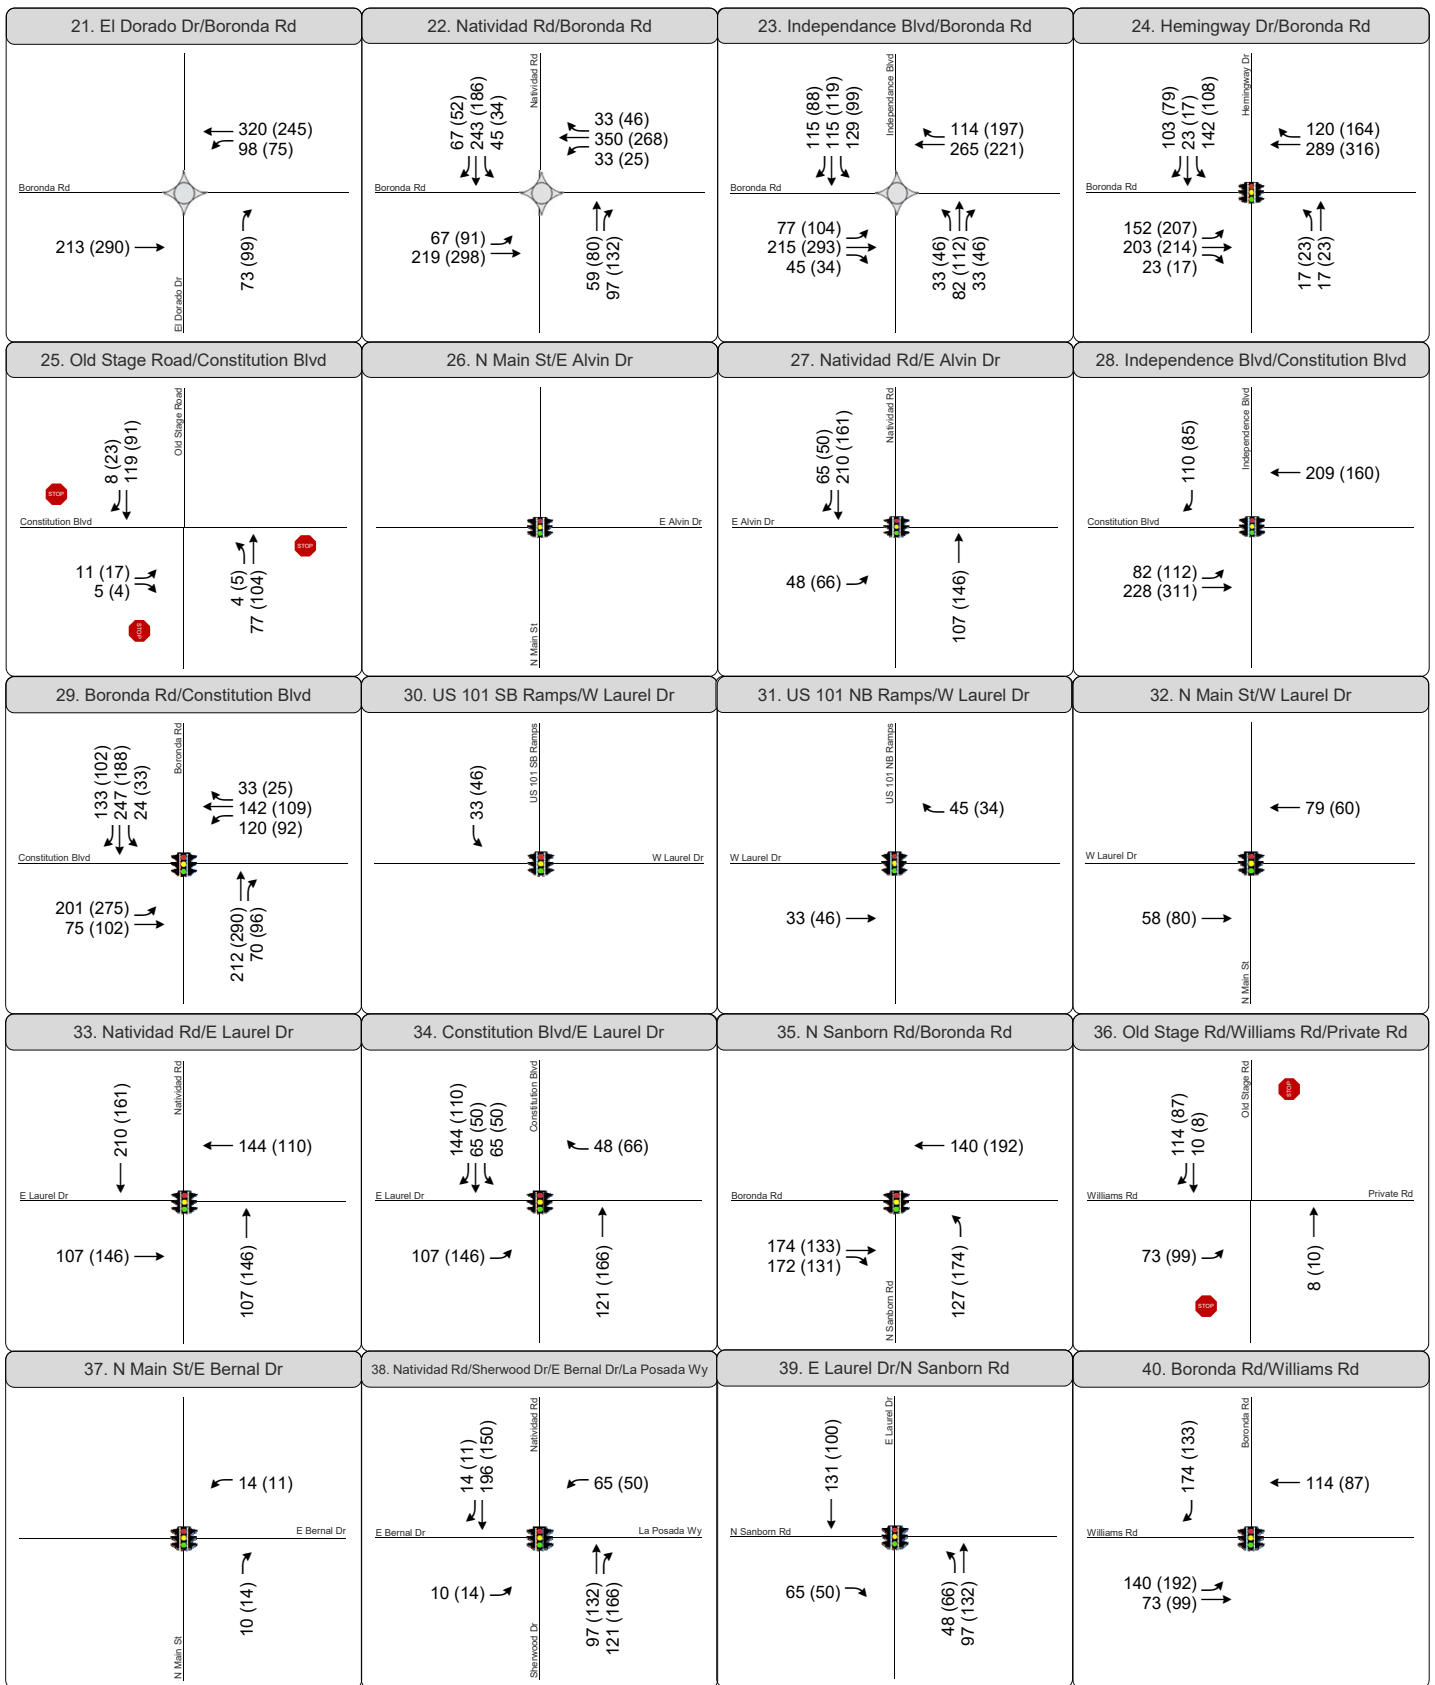 21. El Dorado Dr/Boronda Rd
320 (245)
98 (75)
Boronda Rd
213 (290)
73 (99)
El Dorado Dr
22. Natividad Rd/Boronda Rd
Natividad Rd
67 (52)
243 (186)
45 (34)
33 (46)
350 (268)
33 (25)
Boronda Rd
67 (91)
219 (298)
59 (80)
97 (132)
23. Independance Blvd/Boronda Rd
Independance Blvd
115 (88)
115 (119)
129 (99)
114 (197)
265 (221)
Boronda Rd
77 (104)
215 (293)
45 (34)
33 (46)
82 (112)
33 (46)
24. Hemingway Dr/Boronda Rd
Hemingway Dr
103 (79)
23 (17)
142 (108)
120 (164)
289 (316)
Boronda Rd
152 (207)
203 (214)
23 (17)
17 (23)
17 (23)
25. Old Stage Road/Constitution Blvd
Old Stage Road
8 (23)
119 (91)
STOP
Constitution Blvd
STOP
11 (17)
5 (4)
4 (5)
77 (104)
STOP
26. N Main St/E Alvin Dr
E Alvin Dr
N Main St
27. Natividad Rd/E Alvin Dr
Natividad Rd
65 (50)
210 (161)
E Alvin Dr
48 (66)
107 (146)
28. Independence Blvd/Constitution Blvd
Independence Blvd
110 (85)
209 (160)
Constitution Blvd
82 (112)
228 (311)
29. Boronda Rd/Constitution Blvd
Boronda Rd
133 (102)
247 (188)
24 (33)
33 (25)
142 (109)
120 (92)
Constitution Blvd
201 (275)
75 (102)
212 (290)
70 (96)
30. US 101 SB Ramps/W Laurel Dr
US 101 SB Ramps
33 (46)
W Laurel Dr
31. US 101 NB Ramps/W Laurel Dr
US 101 NB Ramps
45 (34)
W Laurel Dr
33 (46)
32. N Main St/W Laurel Dr
79 (60)
W Laurel Dr
58 (80)
N Main St
33. Natividad Rd/E Laurel Dr
Natividad Rd
210 (161)
144 (110)
E Laurel Dr
107 (146)
107 (146)
34. Constitution Blvd/E Laurel Dr
Constitution Blvd
144 (110)
65 (50)
65 (50)
48 (66)
E Laurel Dr
107 (146)
121 (166)
35. N Sanborn Rd/Boronda Rd
140 (192)
Boronda Rd
174 (133)
172 (131)
127 (174)
N Sanborn Rd
36. Old Stage Rd/Williams Rd/Private Rd
Old Stage Rd
STOP
114 (87)
10 (8)
Williams Rd
Private Rd
73 (99)
8 (10)
STOP
37. N Main St/E Bernal Dr
14 (11)
E Bernal Dr
10 (14)
N Main St
38. Natividad Rd/Sherwood Dr/E Bernal Dr/La Posada Wy
Natividad Rd
14 (11)
196 (150)
65 (50)
E Bernal Dr
La Posada Wy
10 (14)
97 (132)
121 (166)
Sherwood Dr
39. E Laurel Dr/N Sanborn Rd
E Laurel Dr
131 (100)
N Sanborn Rd
65 (50)
48 (66)
97 (132)
40. Boronda Rd/Williams Rd
Boronda Rd
174 (133)
114 (87)
Williams Rd
140 (192)
73 (99)